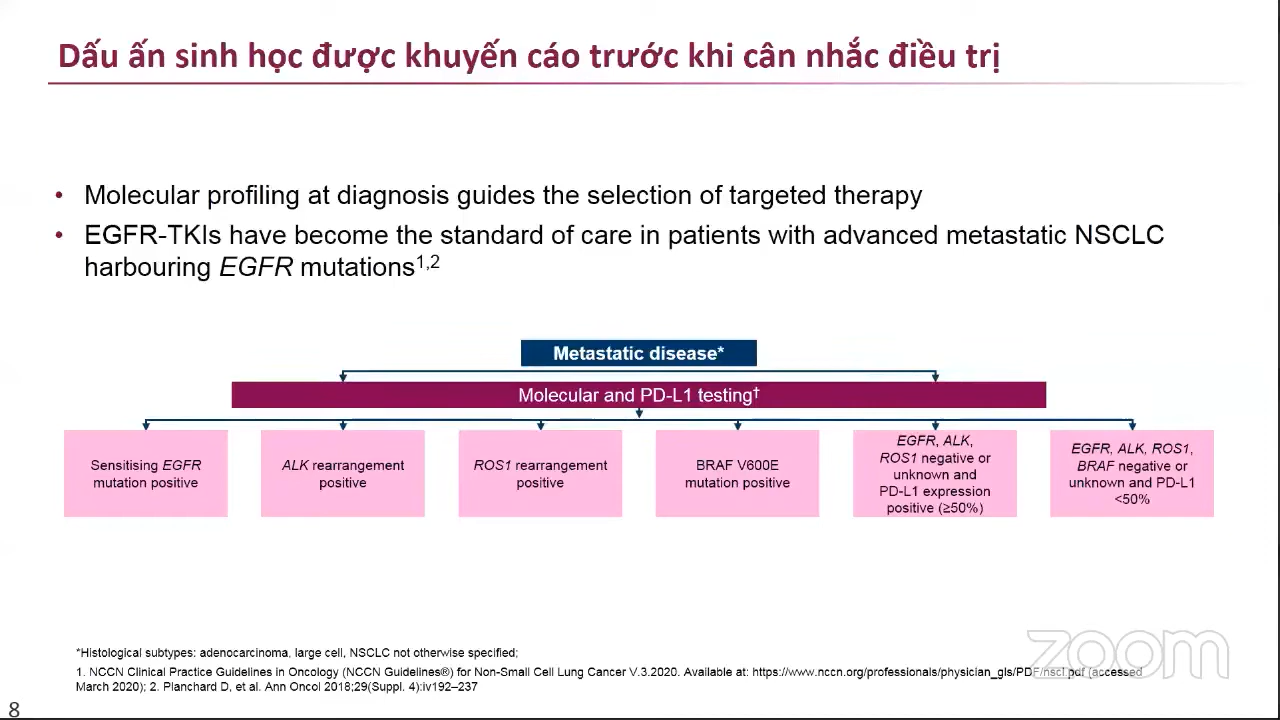 Dấu ấn sinh học được khuyến cáo trước khi cân nhắc điều trị
• Molecular profiling at diagnosis guides the selection of targeted therapy
• EGFR-TKIs have become the standard of care in patients with advanced metastatic NSCLC
harbouring EGFR mutations1,2
Metastatic disease*
Molecular and PD-L1 testing†
Sensitising EGFR
mutation positive
ALK rearrangement
positive
ROS1 rearrangement
positive
BRAF V600E
mutation positive
EGFR, ALK,
ROS1 negative or
unknown and
PD-L1 expression
positive (≥50%)
EGFR, ALK, ROS1,
BRAF negative or
unknown and PD-L1
<50%
*Histological subtypes: adenocarcinoma, large cell, NSCLC not otherwise specified;
1. NCCN Clinical Practice Guidelines in Oncology (NCCN Guidelines®) for Non-Small Cell Lung Cancer V.3.2020. Available at: https://www.nccn.org/professionals/physician_gls/PDF/nscl.pdf (accessed
March 2020); 2. Planchard D, et al. Ann Oncol 2018;29(Suppl. 4):iv192–237
zoom
8